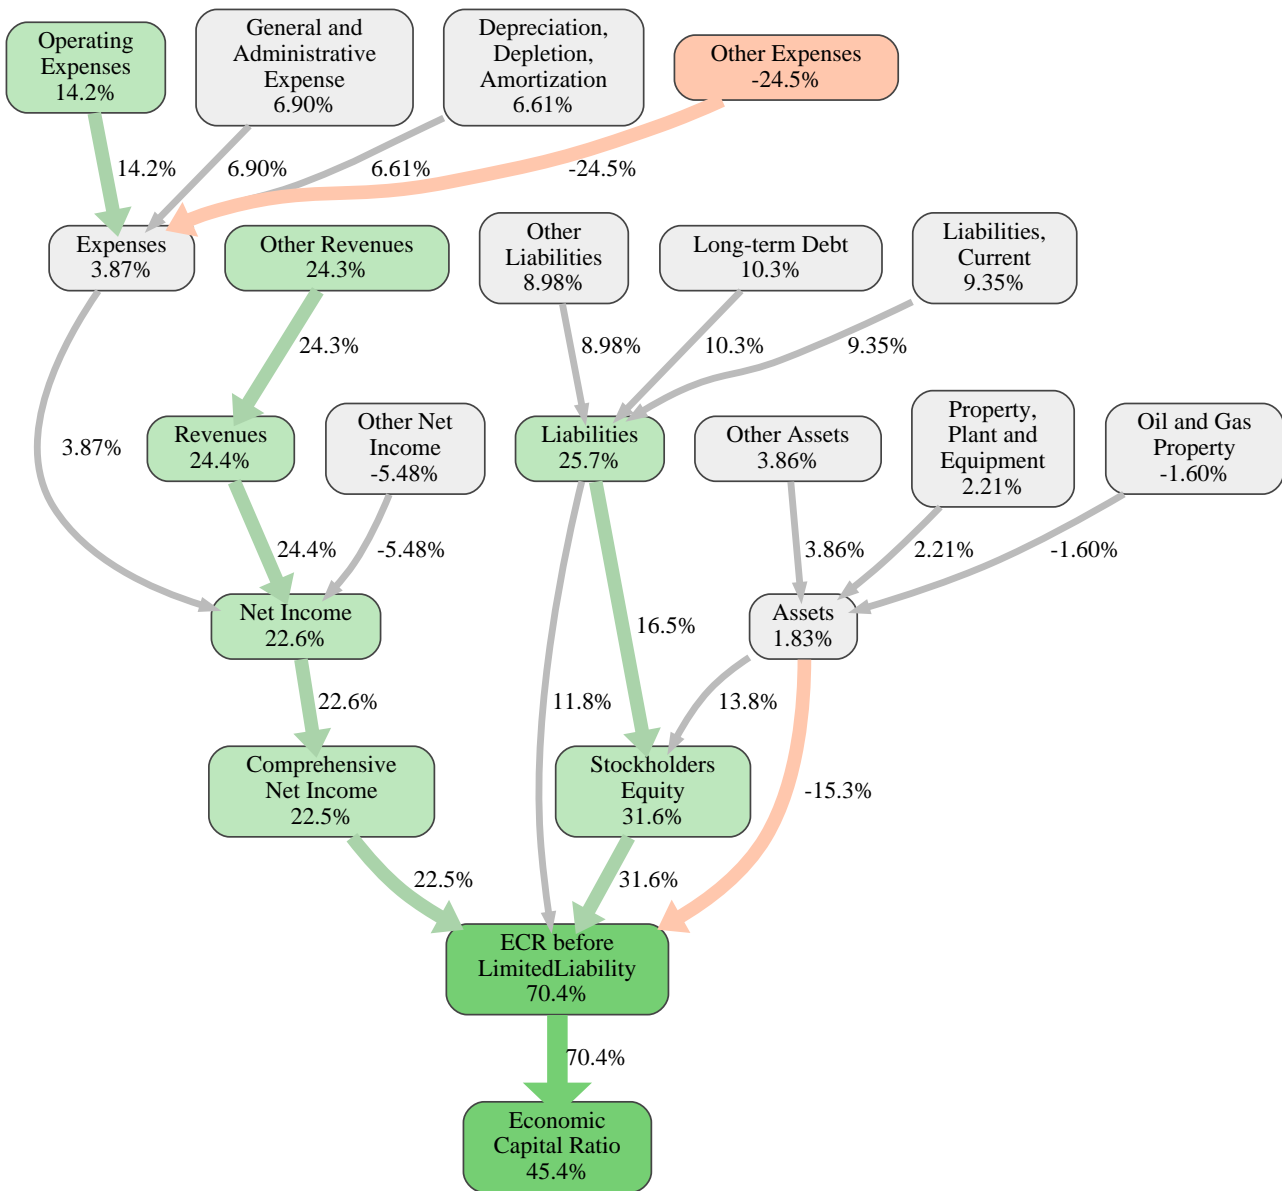 Operating
Expenses
14.2%
General and
Administrative
Expense
6.90%
Depreciation,
Depletion,
Amortization
6.61%
Other Expenses
-24.5%
14.2%
6.90%
6.61%
-24.5%
Expenses
3.87%
Other Revenues
24.3%
Other
Liabilities
8.98%
Long-term Debt
10.3%
Liabilities,
Current
9.35%
24.3%
8.98%
10.3%
9.35%
3.87%
Revenues
24.4%
Other Net
Income
-5.48%
Liabilities
25.7%
Other Assets
3.86%
Property,
Plant and
Equipment
2.21%
Oil and Gas
Property
-1.60%
24.4%
-5.48%
3.86%
2.21%
-1.60%
Net Income
22.6%
16.5%
Assets
1.83%
22.6%
11.8%
13.8%
Comprehensive
Net Income
22.5%
Stockholders
Equity
31.6%
-15.3%
22.5%
31.6%
ECR before
LimitedLiability
70.4%
70.4%
Economic
Capital Ratio
45.4%